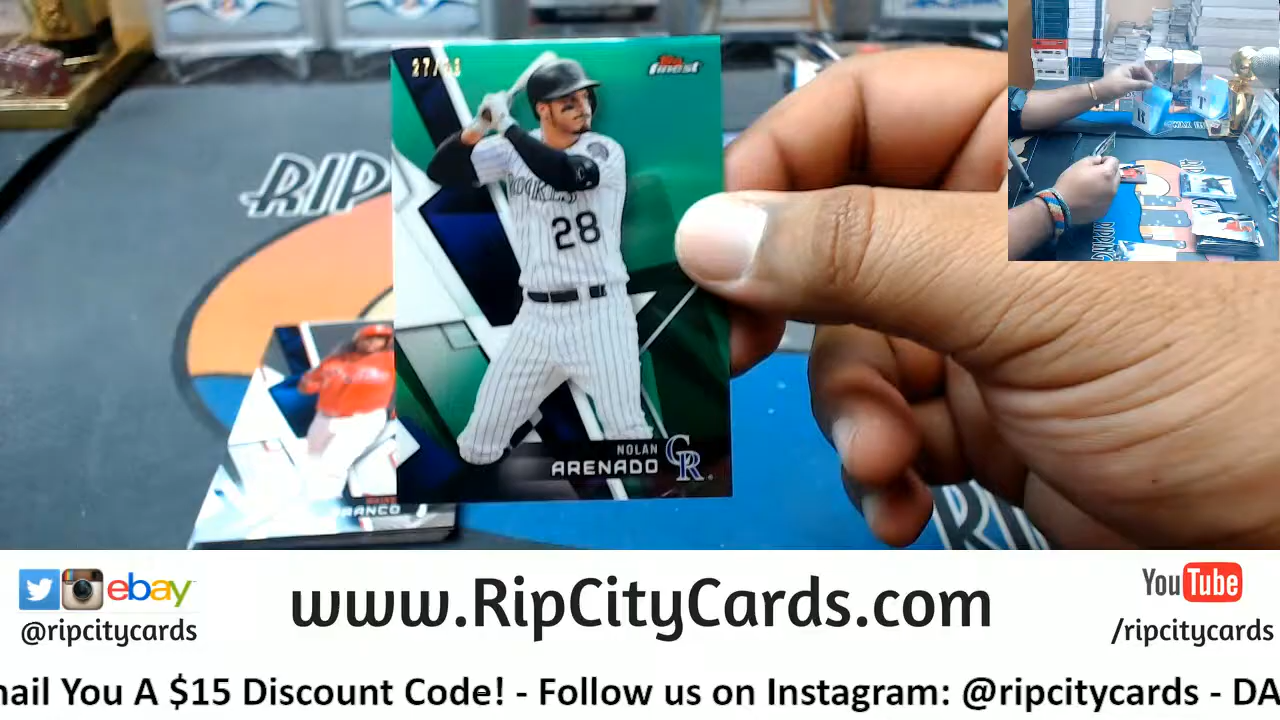 Topps
finest
RIP
ROCKIES
28
NOLAN
ARENADO
CR
FRANCO
R
T
ebay
@ripcitycards
www.RipCityCards.com
YouTube
/ripcitycards
mail You A $15 Discount Code! - Follow us on Instagram: @ripcitycards - DA